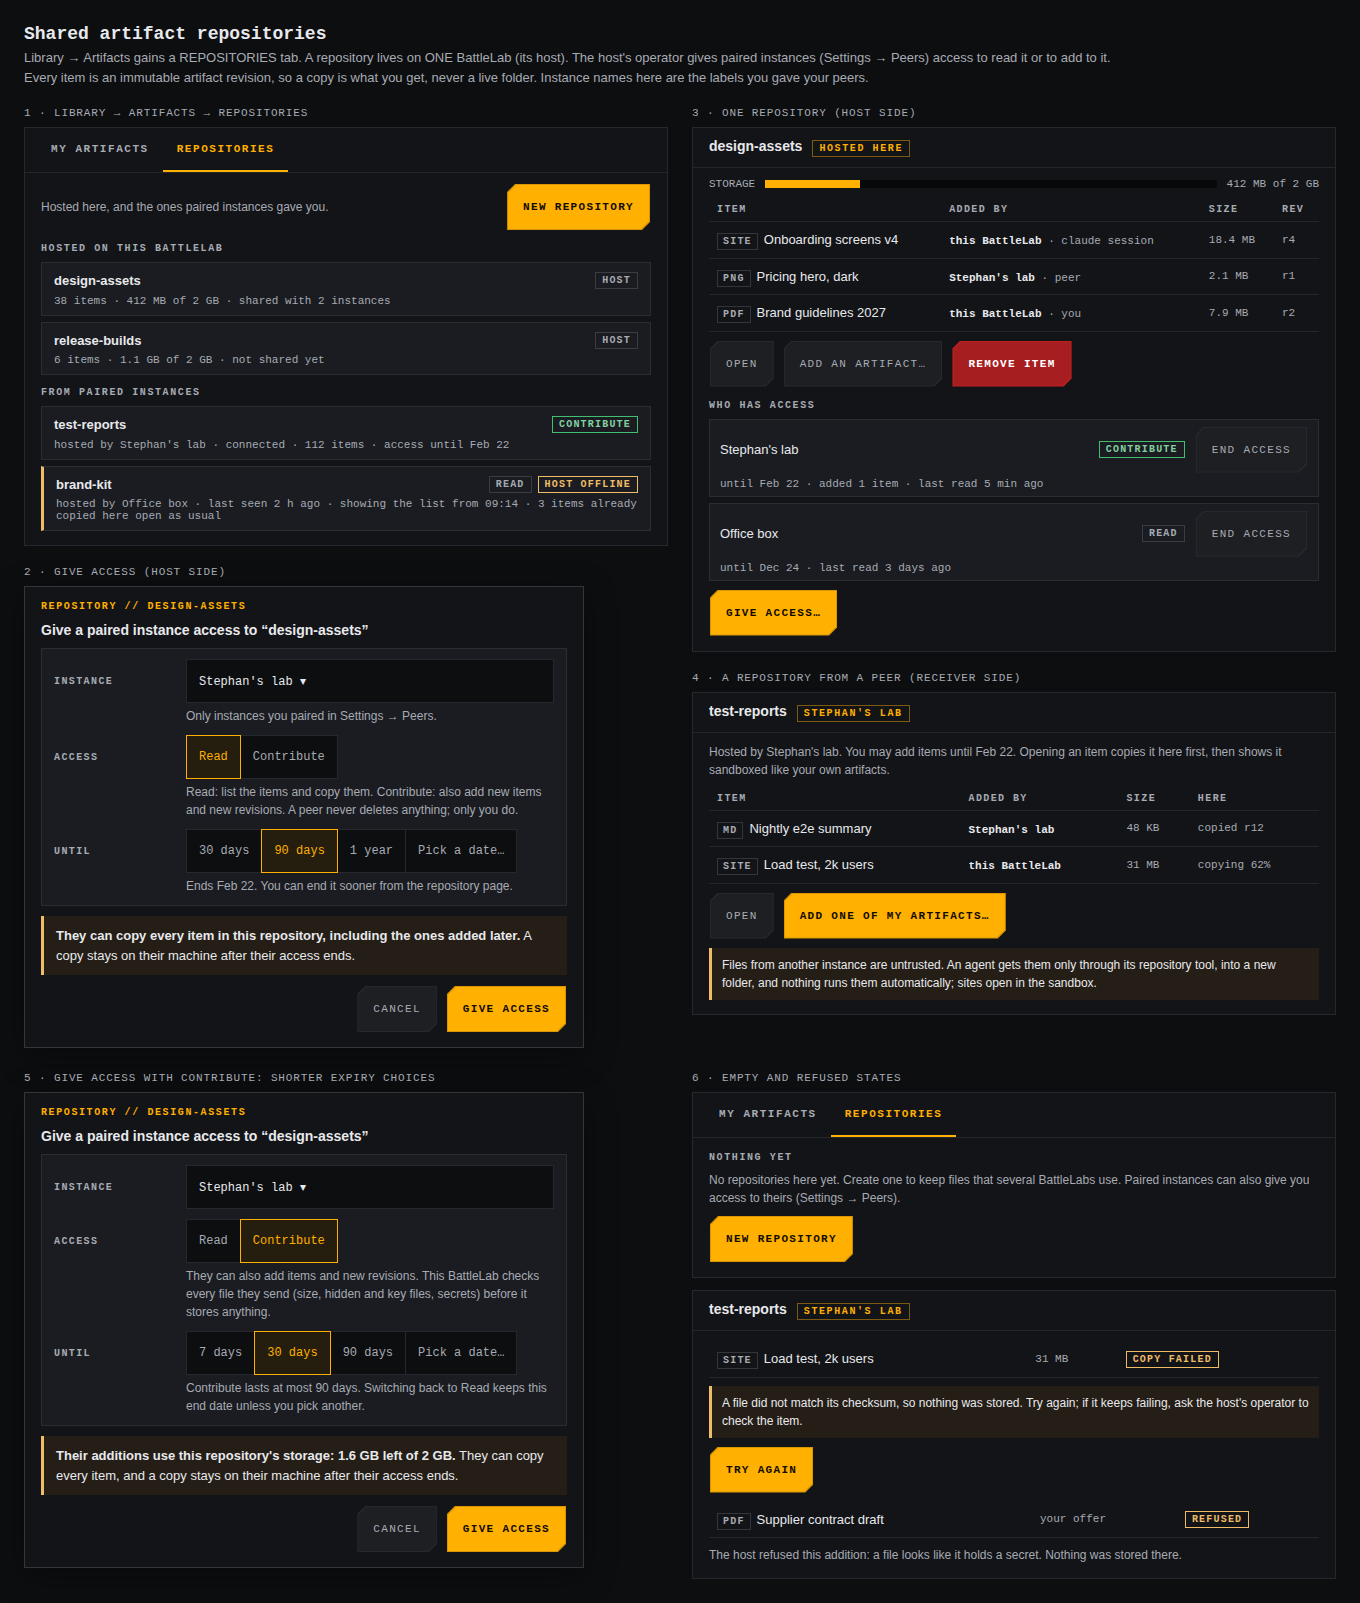 Shared artifact repositories
Library → Artifacts gains a REPOSITORIES tab. A repository lives on ONE BattleLab (its host). The host's operator gives paired instances (Settings → Peers) access to read it or to add to it.
Every item is an immutable artifact revision, so a copy is what you get, never a live folder. Instance names here are the labels you gave your peers.
1 · LIBRARY → ARTIFACTS → REPOSITORIES
MY ARTIFACTS REPOSITORIES
Hosted here, and the ones paired instances gave you.
NEW REPOSITORY
HOSTED ON THIS BATTLELAB
design-assets HOST
38 items · 412 MB of 2 GB · shared with 2 instances
release-builds HOST
6 items · 1.1 GB of 2 GB · not shared yet
FROM PAIRED INSTANCES
test-reports CONTRIBUTE
hosted by Stephan's lab · connected · 112 items · access until Feb 22
brand-kit READ HOST OFFLINE
hosted by Office box · last seen 2 h ago · showing the list from 09:14 · 3 items already
copied here open as usual
2 · GIVE ACCESS (HOST SIDE)
REPOSITORY // DESIGN-ASSETS
Give a paired instance access to “design-assets”
INSTANCE Stephan's lab ▾
Only instances you paired in Settings → Peers.
ACCESS Read Contribute
Read: list the items and copy them. Contribute: also add new items
and new revisions. A peer never deletes anything; only you do.
UNTIL 30 days 90 days 1 year Pick a date…
Ends Feb 22. You can end it sooner from the repository page.
They can copy every item in this repository, including the ones added later. A
copy stays on their machine after their access ends.
CANCEL GIVE ACCESS
3 · ONE REPOSITORY (HOST SIDE)
design-assets HOSTED HERE
STORAGE 412 MB of 2 GB
ITEM ADDED BY SIZE REV
SITE Onboarding screens v4 this BattleLab · claude session 18.4 MB r4
PNG Pricing hero, dark Stephan's lab · peer 2.1 MB r1
PDF Brand guidelines 2027 this BattleLab · you 7.9 MB r2
OPEN ADD AN ARTIFACT… REMOVE ITEM
WHO HAS ACCESS
Stephan's lab CONTRIBUTE END ACCESS
until Feb 22 · added 1 item · last read 5 min ago
Office box READ END ACCESS
until Dec 24 · last read 3 days ago
GIVE ACCESS…
4 · A REPOSITORY FROM A PEER (RECEIVER SIDE)
test-reports STEPHAN'S LAB
Hosted by Stephan's lab. You may add items until Feb 22. Opening an item copies it here first, then shows it
sandboxed like your own artifacts.
ITEM ADDED BY SIZE HERE
MD Nightly e2e summary Stephan's lab 48 KB copied r12
SITE Load test, 2k users this BattleLab 31 MB copying 62%
OPEN ADD ONE OF MY ARTIFACTS…
Files from another instance are untrusted. An agent gets them only through its repository tool, into a new
folder, and nothing runs them automatically; sites open in the sandbox.
5 · GIVE ACCESS WITH CONTRIBUTE: SHORTER EXPIRY CHOICES
REPOSITORY // DESIGN-ASSETS
Give a paired instance access to “design-assets”
INSTANCE Stephan's lab ▾
ACCESS Read Contribute
They can also add items and new revisions. This BattleLab checks
every file they send (size, hidden and key files, secrets) before it
stores anything.
UNTIL 7 days 30 days 90 days Pick a date…
Contribute lasts at most 90 days. Switching back to Read keeps this
end date unless you pick another.
Their additions use this repository's storage: 1.6 GB left of 2 GB. They can copy
every item, and a copy stays on their machine after their access ends.
CANCEL GIVE ACCESS
6 · EMPTY AND REFUSED STATES
MY ARTIFACTS REPOSITORIES
NOTHING YET
No repositories here yet. Create one to keep files that several BattleLabs use. Paired instances can also give you
access to theirs (Settings → Peers).
NEW REPOSITORY
test-reports STEPHAN'S LAB
SITE Load test, 2k users 31 MB COPY FAILED
A file did not match its checksum, so nothing was stored. Try again; if it keeps failing, ask the host's operator to
check the item.
TRY AGAIN
PDF Supplier contract draft your offer REFUSED
The host refused this addition: a file looks like it holds a secret. Nothing was stored there.